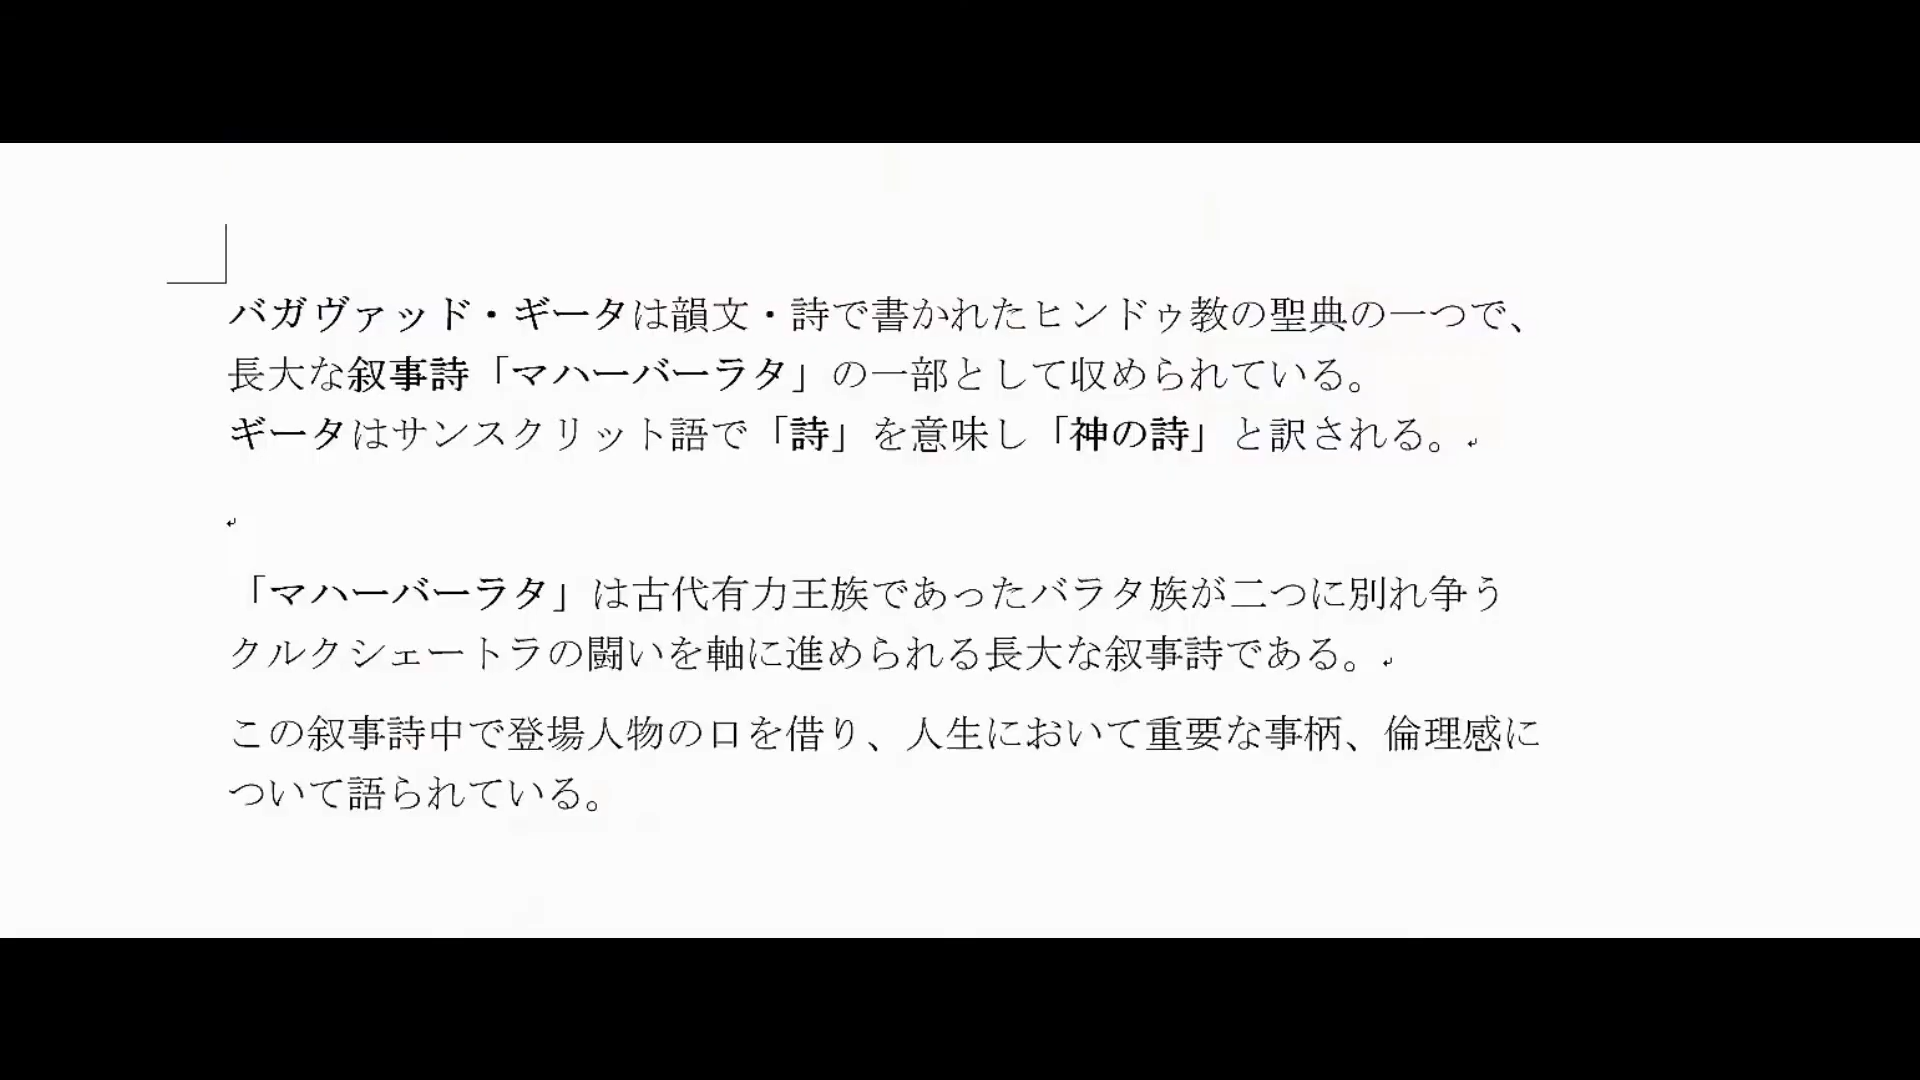 バガヴァッド・ギータは韻文・詩で書かれたヒンドゥ教の聖典の一つで、
長大な叙事詩「マハーバーラタ」の一部として収められている。
ギータはサンスクリット語で「詩」を意味し「神の詩」と訳される。
「マハーバーラタ」は古代有力王族であったバラタ族が二つに別れ争う
クルクシェートラの闘いを軸に進められる長大な叙事詩である。
この叙事詩中で登場人物の口を借り、人生において重要な事柄、倫理感に
ついて語られている。